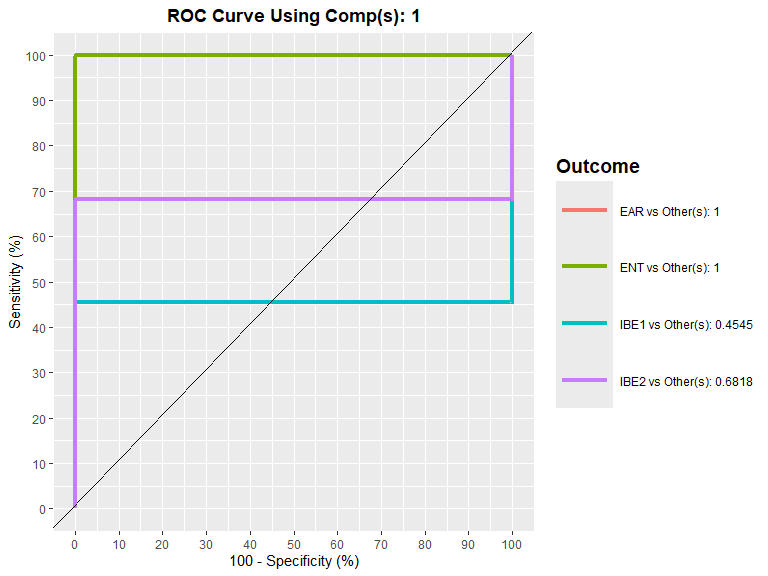 ROC Curve Using Comp(s): 1
100
90
80
70
60
50
40
30
20
10
0
Sensitivity (%)
0 10 20 30 40 50 60 70 80 90 100
100 - Specificity (%)
Outcome
EAR vs Other(s): 1
ENT vs Other(s): 1
IBE1 vs Other(s): 0.4545
IBE2 vs Other(s): 0.6818